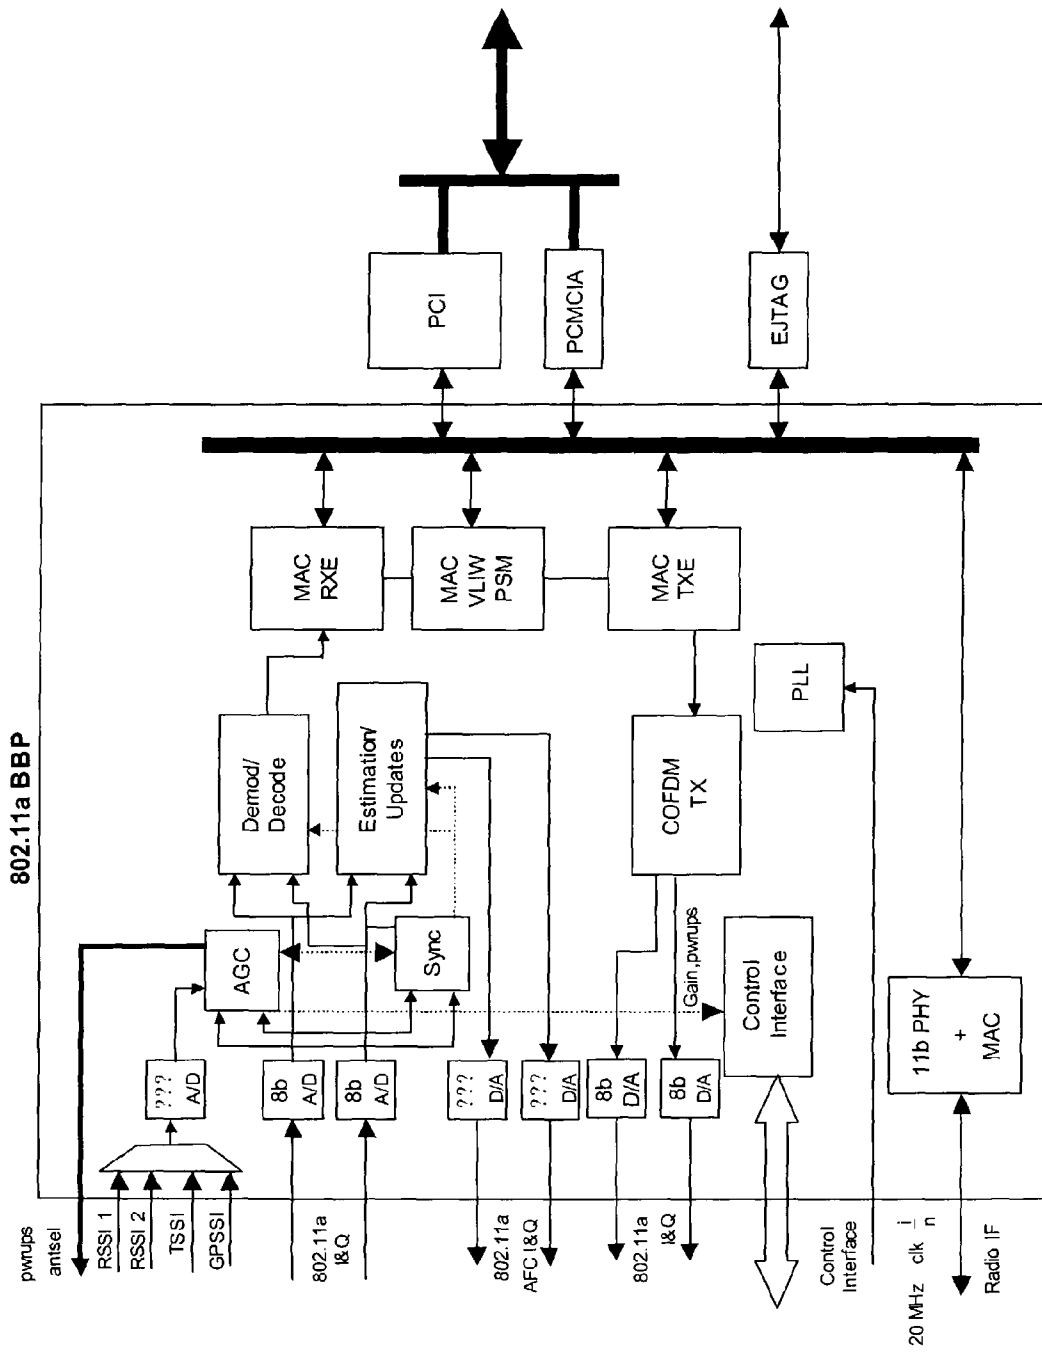 802.11a BBP
pwrups
antsel
RSSI 1
RSSI 2
TSSI
GPSSI
802.11a
I&Q
802.11a
AFC I&Q
802.11a
I&Q
Control
Interface
20 MHz clk i/n
Radio IF
???
A/D
8b
A/D
8b
A/D
???
D/A
???
D/A
8b
D/A
8b
D/A
AGC
Sync
Gain,pwrups
Control
Interface
11b PHY
+
MAC
Demod/
Decode
Estimation/
Updates
COFDM
TX
PLL
MAC
RXE
MAC
VLIW
PSM
MAC
TXE
PCI
PCMCIA
EJTAG